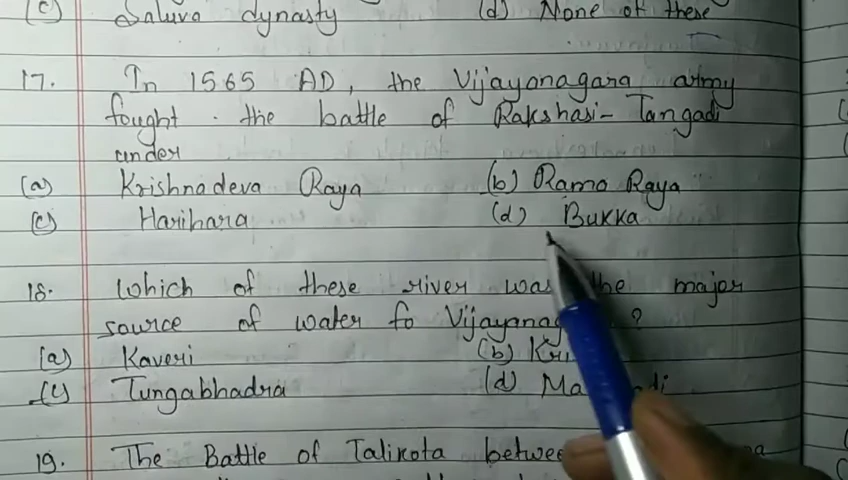 (c) Saluva dynasty (d) None of these
17. In 1565 AD, the Vijayanagara army
fought the battle of Rakshasi-Tangadi
under
(a) Krishnadeva Raya (b) Rama Raya
(c) Harihara (d) Bukka
18. Which of these river was the major
source of water fo ?
(a) Kaveri (b)
(c) Tungabhadra (d)
19. The Battle of Talikota